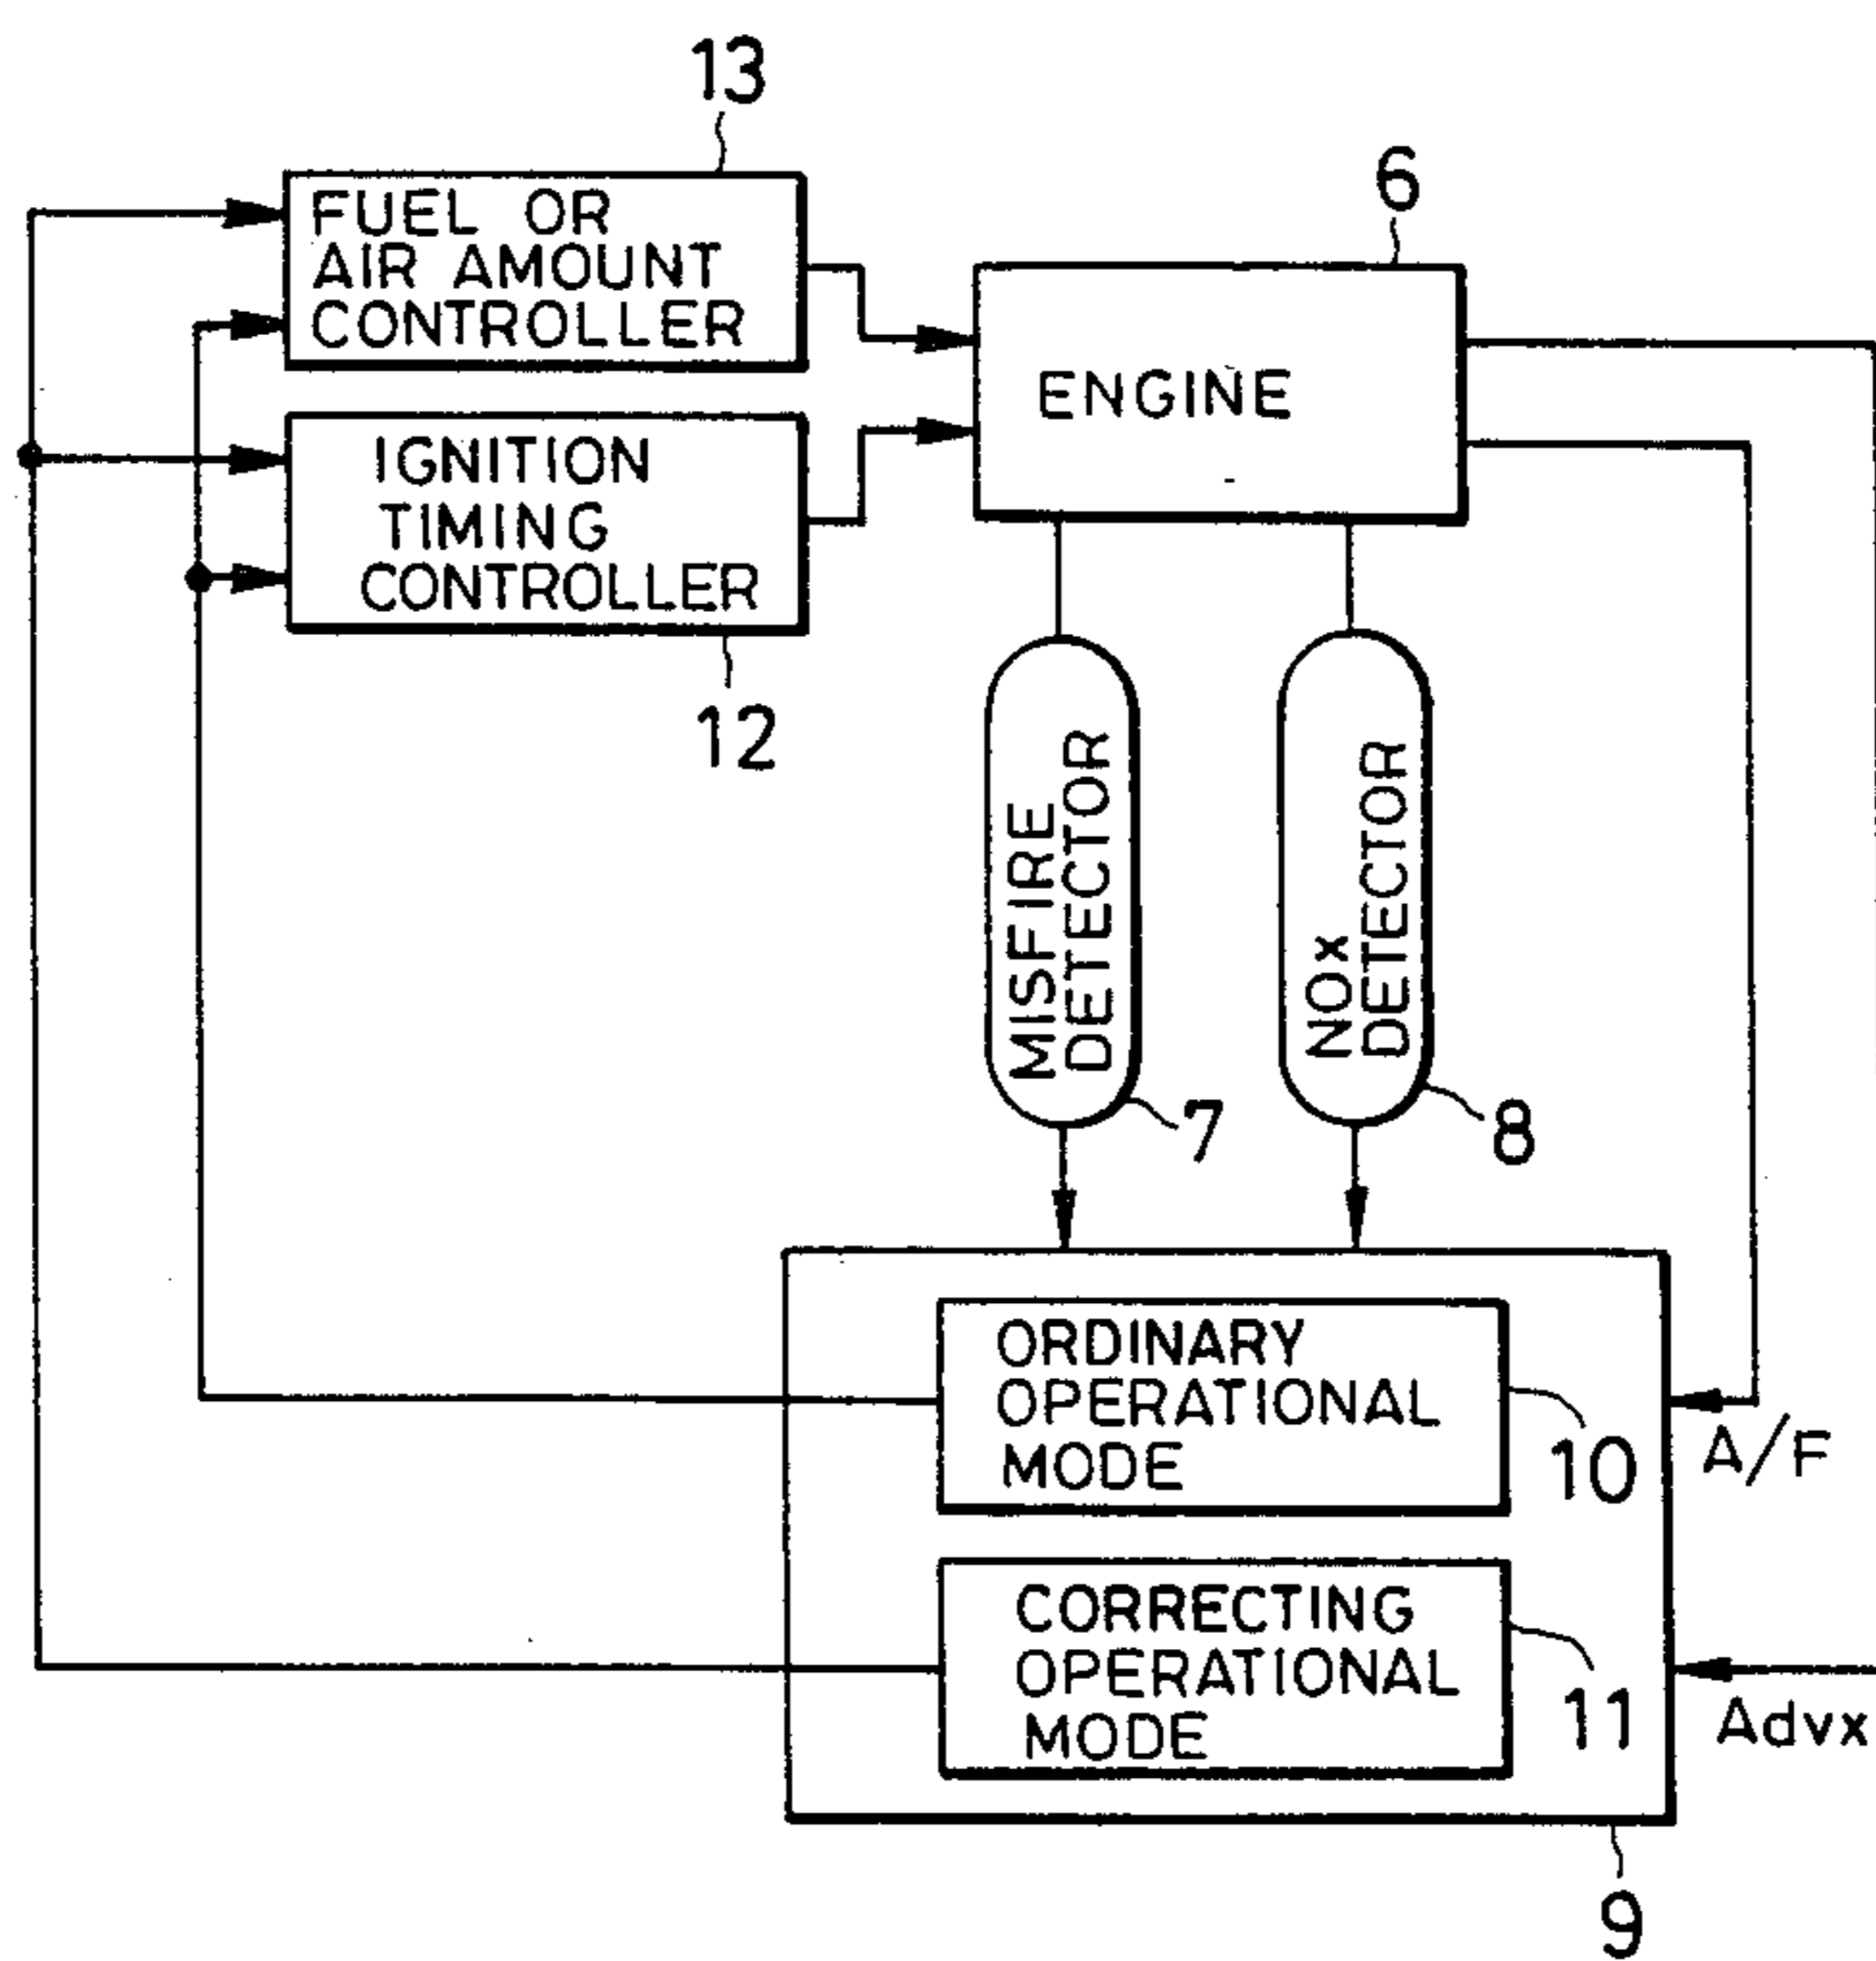 13
FUEL OR
AIR AMOUNT
CONTROLLER
6
ENGINE
IGNITION
TIMING
CONTROLLER
12
MISFIRE
DETECTOR
7
NOx
DETECTOR
8
ORDINARY
OPERATIONAL
MODE
10
A/F
CORRECTING
OPERATIONAL
MODE
11
Advx
9